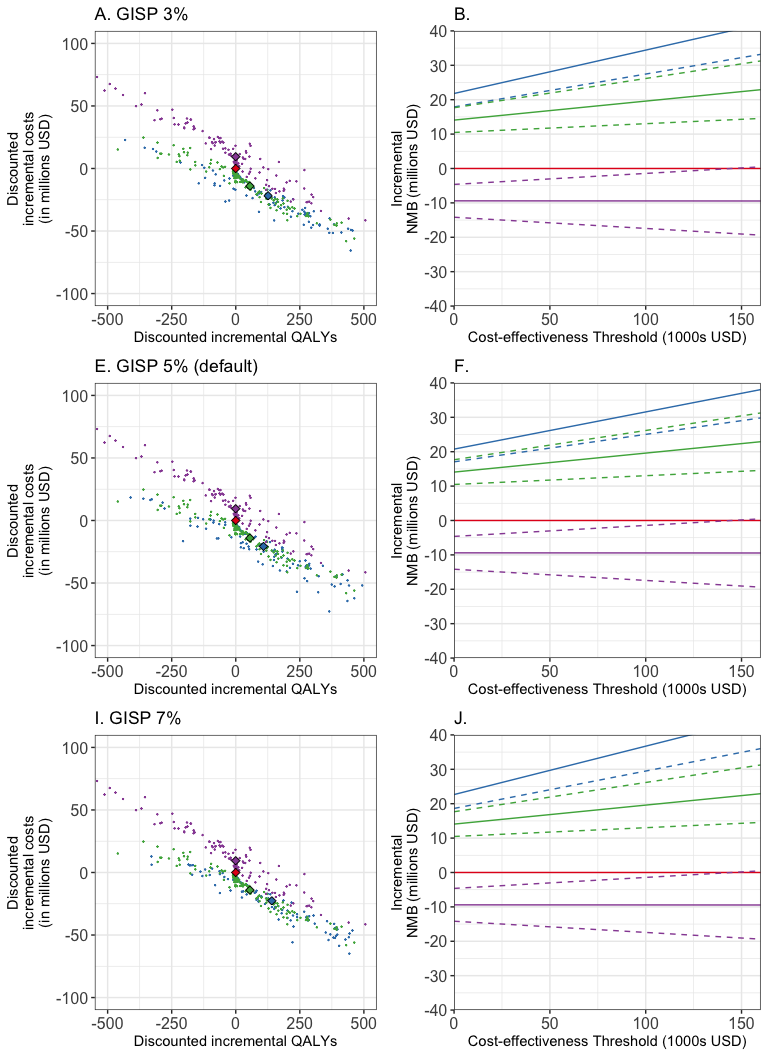 A. GISP 3%
100
50
0
-50
-100
Discounted
incremental costs
(in millions USD)
-500
-250
0
250
500
Discounted incremental QALYs
B.
40
30
20
10
0
-10
-20
-30
-40
Incremental
NMB (millions USD)
0
50
100
150
Cost-effectiveness Threshold (1000s USD)
E. GISP 5% (default)
100
50
0
-50
-100
Discounted
incremental costs
(in millions USD)
-500
-250
0
250
500
Discounted incremental QALYs
F.
40
30
20
10
0
-10
-20
-30
-40
Incremental
NMB (millions USD)
0
50
100
150
Cost-effectiveness Threshold (1000s USD)
I. GISP 7%
100
50
0
-50
-100
Discounted
incremental costs
(in millions USD)
-500
-250
0
250
500
Discounted incremental QALYs
J.
40
30
20
10
0
-10
-20
-30
-40
Incremental
NMB (millions USD)
0
50
100
150
Cost-effectiveness Threshold (1000s USD)